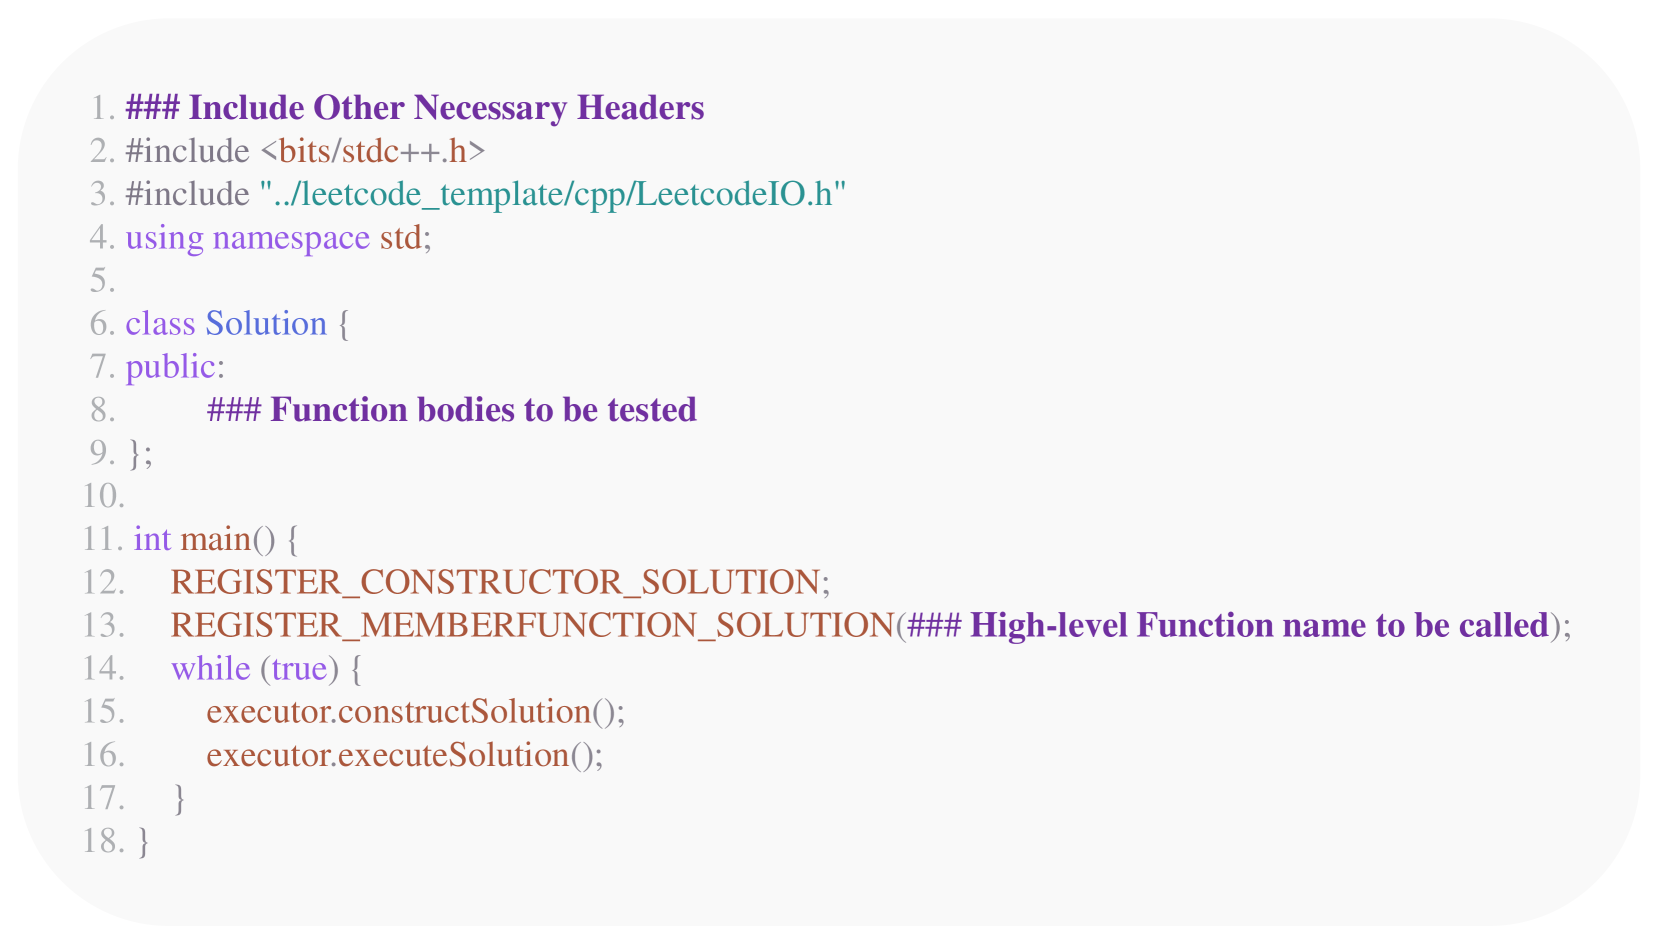 1. ### Include Other Necessary Headers
2. #include <bits/stdc++.h>
3. #include "../leetcode_template/cpp/LeetcodeIO.h"
4. using namespace std;
5.
6. class Solution {
7. public:
8. ### Function bodies to be tested
9. };
10.
11. int main() {
12. REGISTER_CONSTRUCTOR_SOLUTION;
13. REGISTER_MEMBERFUNCTION_SOLUTION(### High-level Function name to be called);
14. while (true) {
15. executor.constructSolution();
16. executor.executeSolution();
17. }
18. }